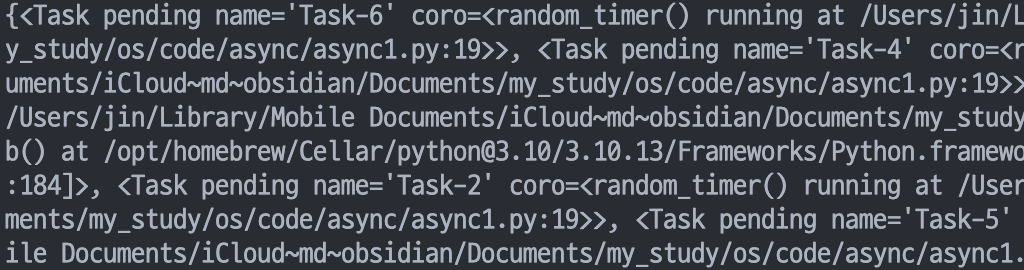 {<Task pending name='Task-6' coro=<random_timer() running at /Users/jin/L
y_study/os/code/async/async1.py:19>>, <Task pending name='Task-4' coro=<r
uments/iCloud~md~obsidian/Documents/my_study/os/code/async/async1.py:19>>
/Users/jin/Library/Mobile Documents/iCloud~md~obsidian/Documents/my_study
b() at /opt/homebrew/Cellar/python@3.10/3.10.13/Frameworks/Python.framewo
:184]>, <Task pending name='Task-2' coro=<random_timer() running at /User
ments/my_study/os/code/async/async1.py:19>>, <Task pending name='Task-5'
ile Documents/iCloud~md~obsidian/Documents/my_study/os/code/async/async1.